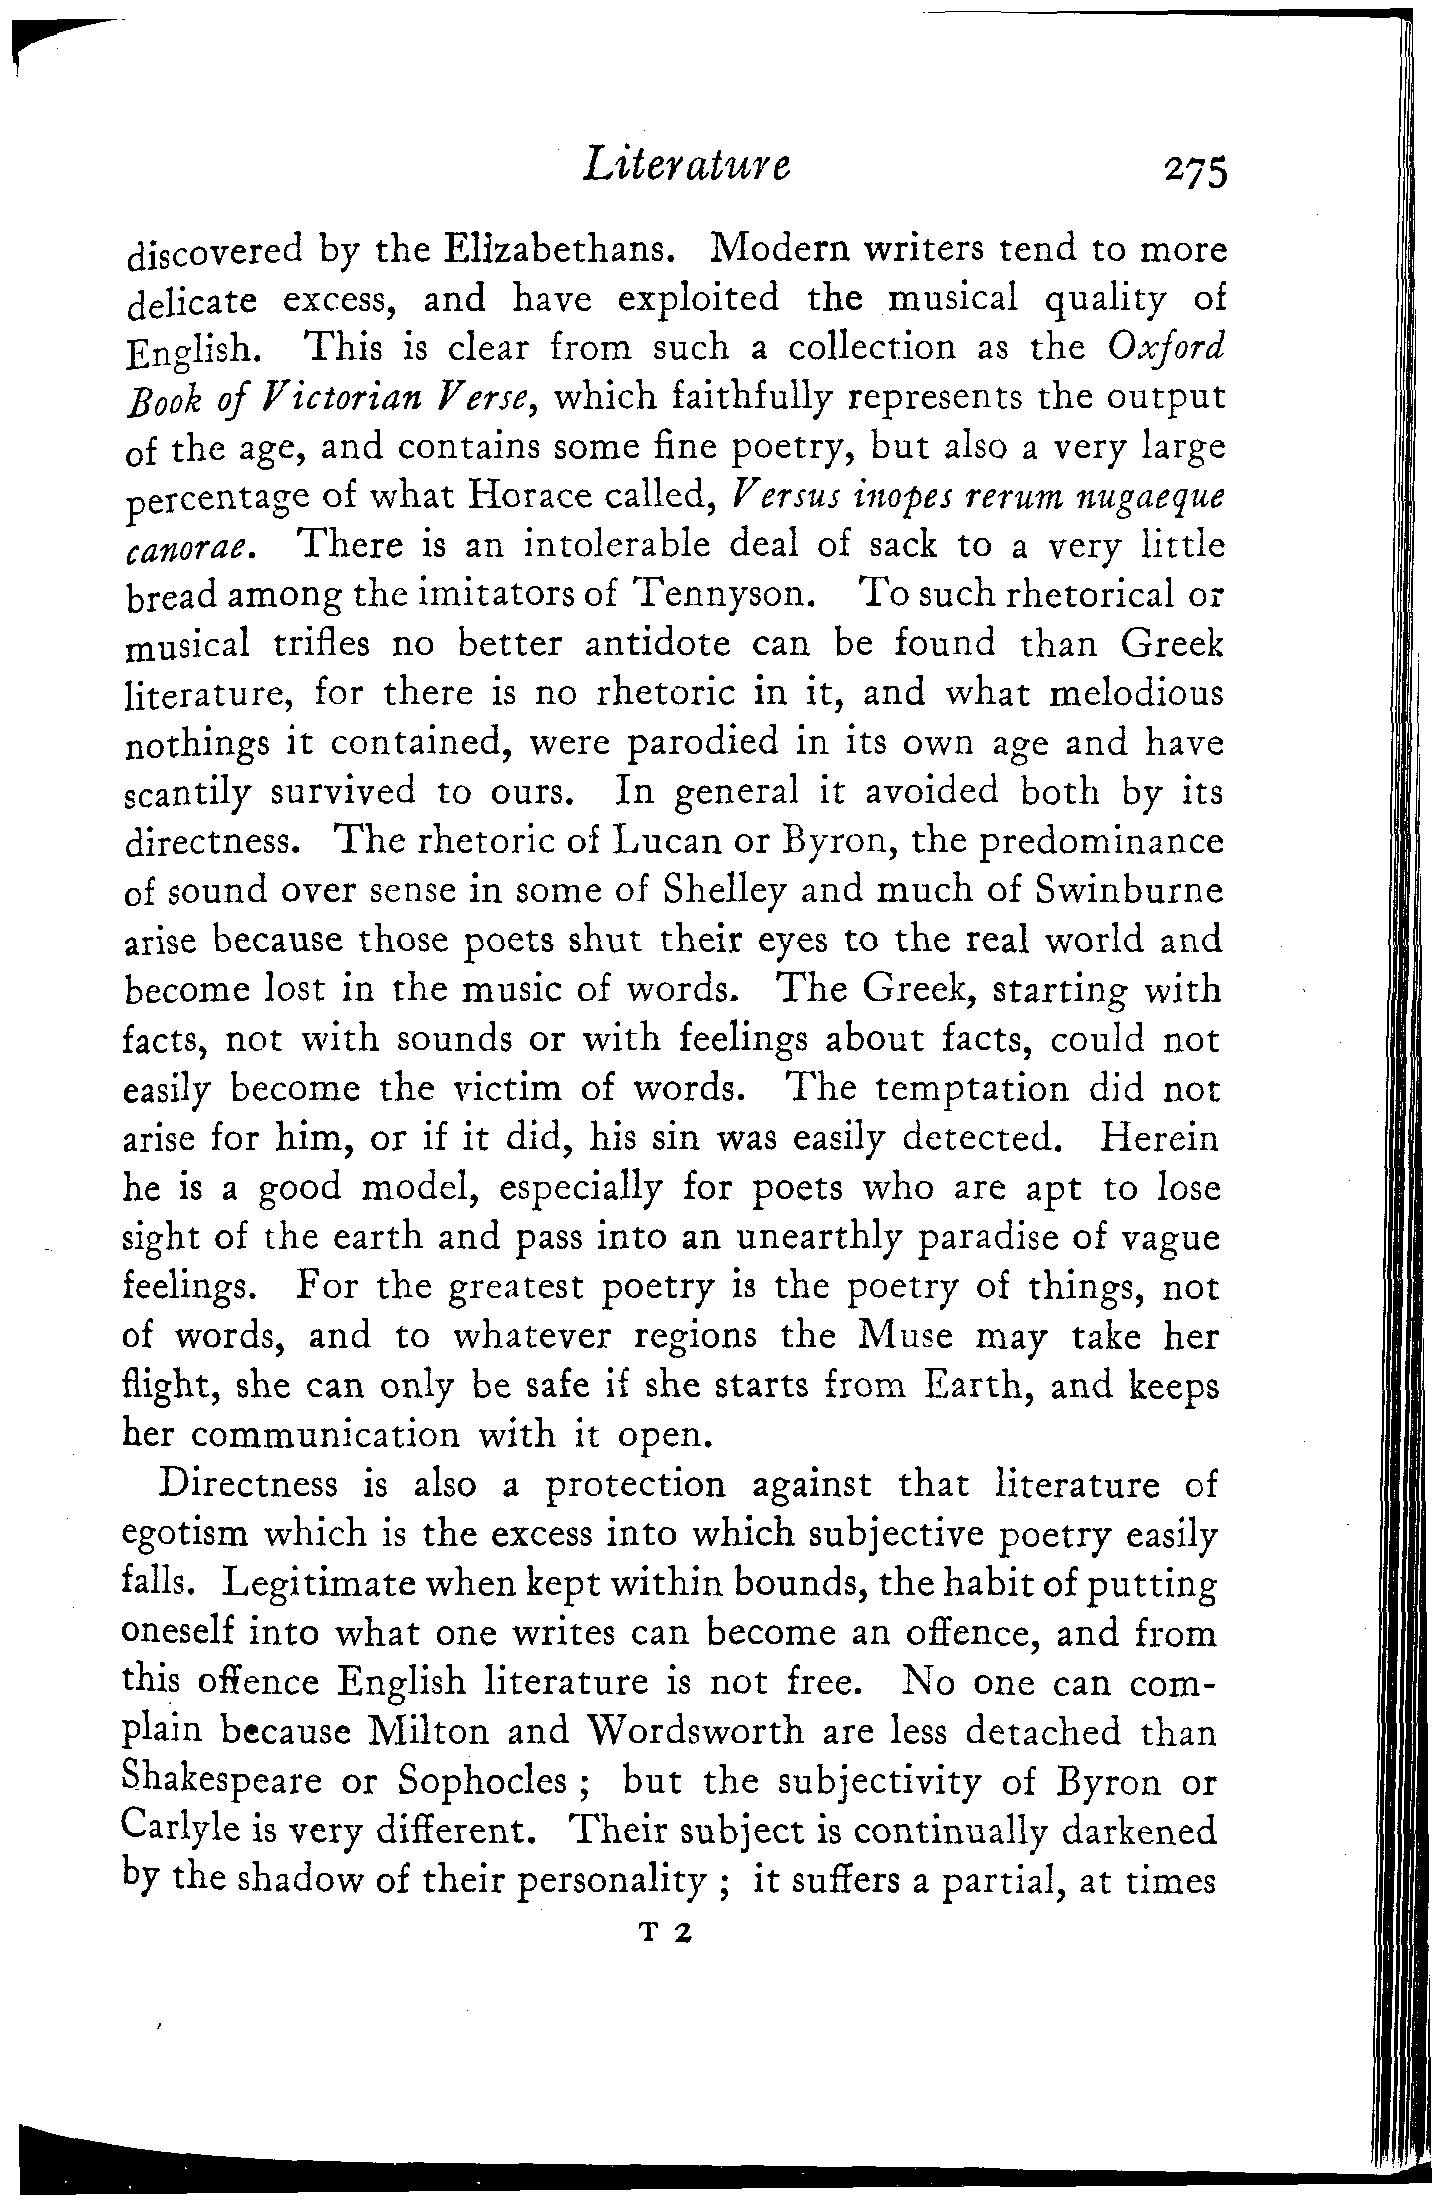 Literature 275
discovered by the Elizabethans. Modern writers tend to more
delicate excess, and have exploited the musical quality of
English. This is clear from such a collection as the Oxford
Book of Victorian Verse, which faithfully represents the output
of the age, and contains some fine poetry, but also a very large
percentage of what Horace called, Versus inopes rerum nugaeque
canorae. There is an intolerable deal of sack to a very little
bread among the imitators of Tennyson. To such rhetorical or
musical trifles no better antidote can be found than Greek
literature, for there is no rhetoric in it, and what melodious
nothings it contained, were parodied in its own age and have
scantily survived to ours. In general it avoided both by its
directness. The rhetoric of Lucan or Byron, the predominance
of sound over sense in some of Shelley and much of Swinburne
arise because those poets shut their eyes to the real world and
become lost in the music of words. The Greek, starting with
facts, not with sounds or with feelings about facts, could not
easily become the victim of words. The temptation did not
arise for him, or if it did, his sin was easily detected. Herein
he is a good model, especially for poets who are apt to lose
sight of the earth and pass into an unearthly paradise of vague
feelings. For the greatest poetry is the poetry of things, not
of words, and to whatever regions the Muse may take her
flight, she can only be safe if she starts from Earth, and keeps
her communication with it open.
Directness is also a protection against that literature of
egotism which is the excess into which subjective poetry easily
falls. Legitimate when kept within bounds, the habit of putting
oneself into what one writes can become an offence, and from
this offence English literature is not free. No one can com-
plain because Milton and Wordsworth are less detached than
Shakespeare or Sophocles ; but the subjectivity of Byron or
Carlyle is very different. Their subject is continually darkened
by the shadow of their personality ; it suffers a partial, at times
T 2